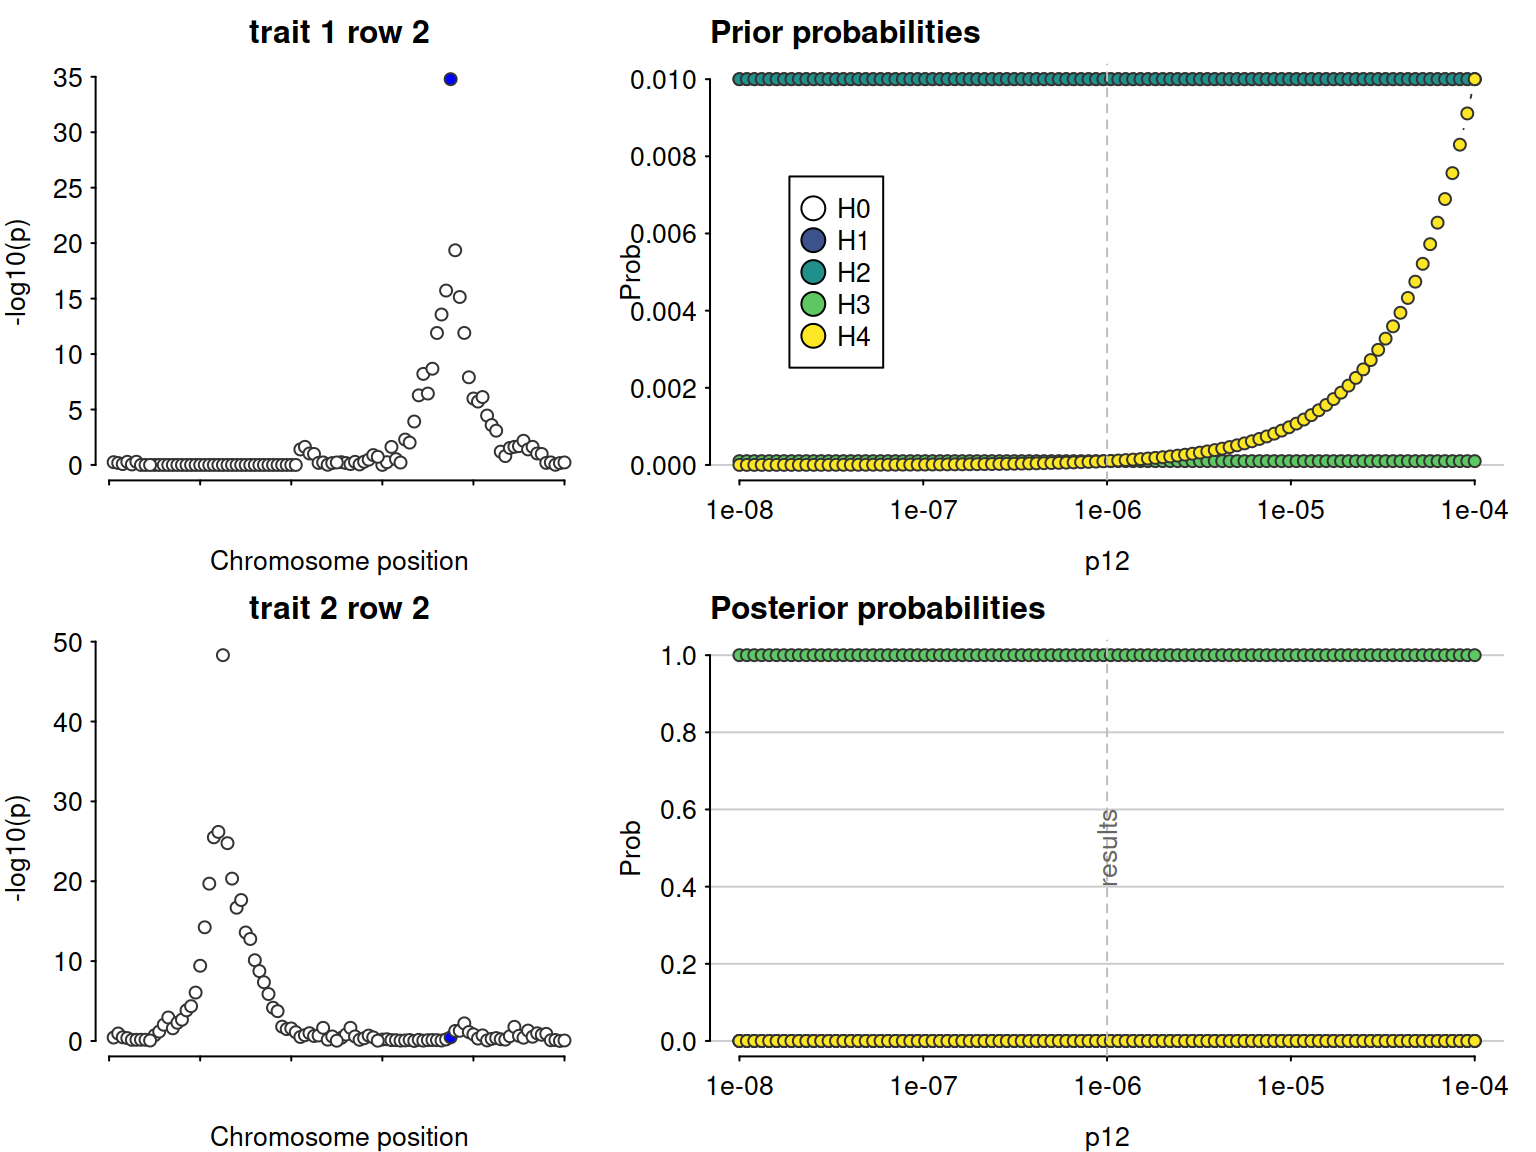 trait 1 row 2
35
30
25
20
15
10
5
0
-log10(p)
Chromosome position
Prior probabilities
0.010
0.008
0.006
0.004
0.002
0.000
Prob
H0
H1
H2
H3
H4
1e-08 1e-07 1e-06 1e-05 1e-04
p12
trait 2 row 2
50
40
30
20
10
0
-log10(p)
Chromosome position
Posterior probabilities
1.0
0.8
0.6
0.4
0.2
0.0
Prob
results
1e-08 1e-07 1e-06 1e-05 1e-04
p12